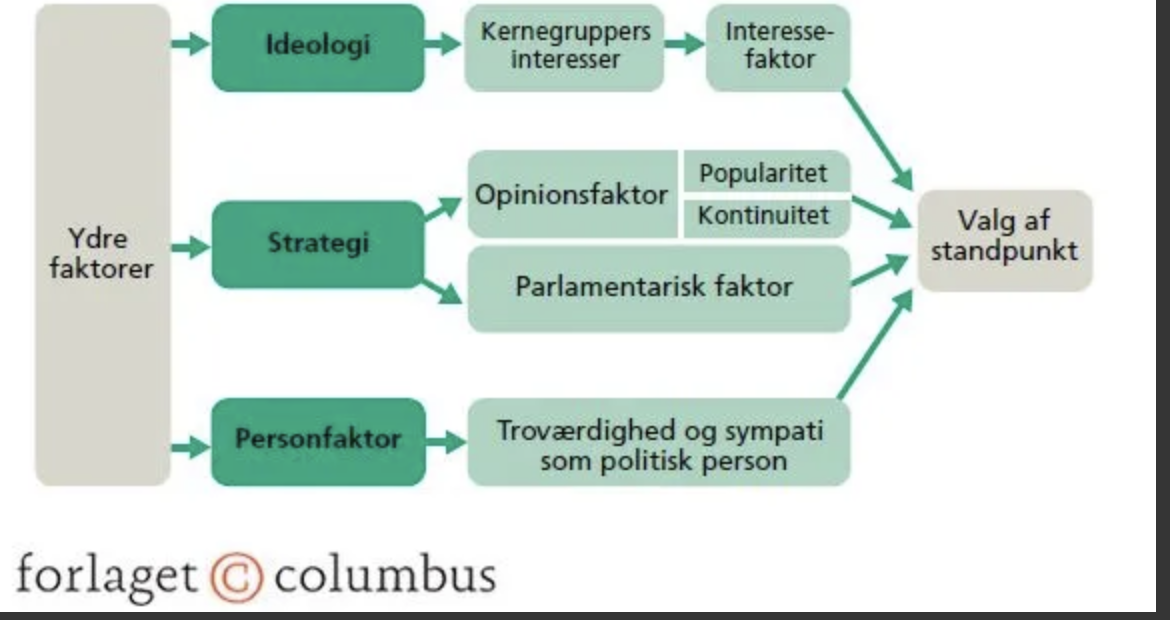 Ydre
faktorer
Ideologi
Kernegruppers
interesser
Interesse-
faktor
Strategi
Opinionsfaktor
Popularitet
Kontinuitet
Parlamentarisk faktor
Personfaktor
Troværdighed og sympati
som politisk person
Valg af
standpunkt
forlaget © columbus